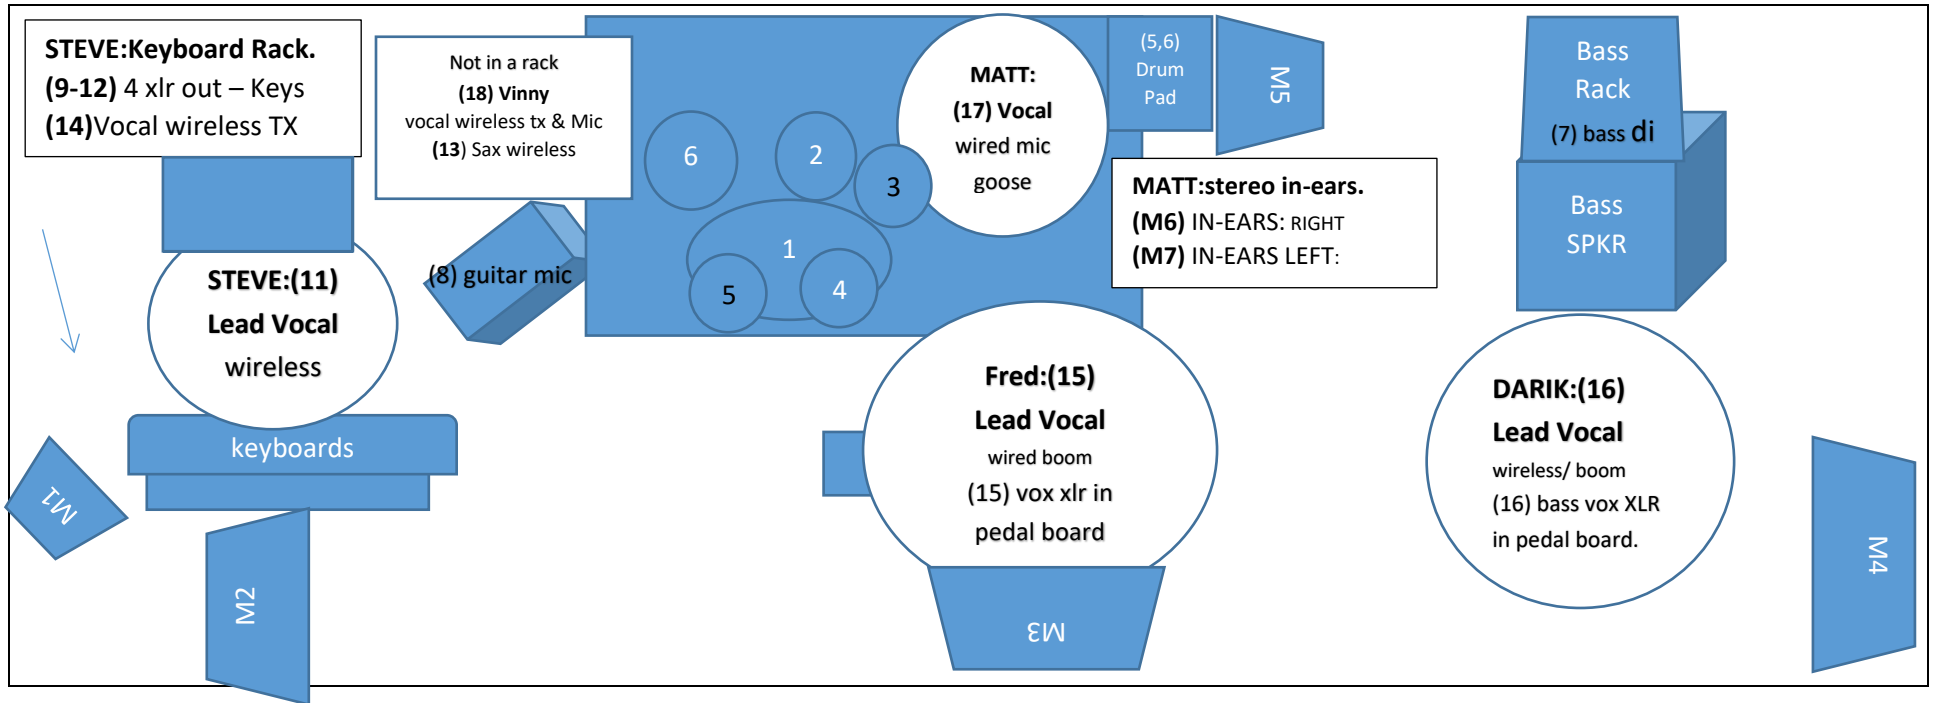 STEVE:Keyboard Rack.
(9-12) 4 xlr out – Keys
(14)Vocal wireless TX
Not in a rack
(18) Vinny
vocal wireless tx & Mic
(13) Sax wireless
MATT:
(17) Vocal
wired mic
goose
(5,6)
Drum
Pad
M5
Bass
Rack
(7) bass di
Bass
SPKR
6
2
3
1
5
4
MATT:stereo in-ears.
(M6) IN-EARS: RIGHT
(M7) IN-EARS LEFT:
(8) guitar mic
STEVE:(11)
Lead Vocal
wireless
keyboards
M1
M2
Fred:(15)
Lead Vocal
wired boom
(15) vox xlr in
pedal board
M3
DARIK:(16)
Lead Vocal
wireless/ boom
(16) bass vox XLR
in pedal board.
M4